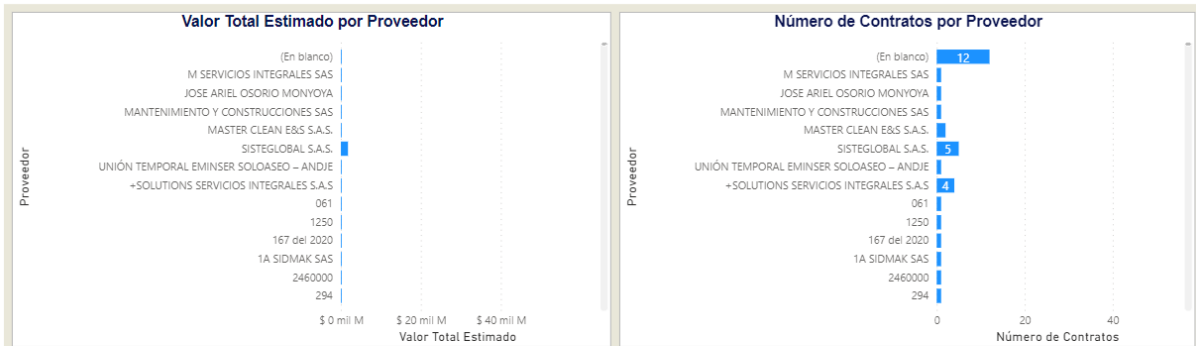 Valor Total Estimado por Proveedor
Proveedor
(En blanco)
M SERVICIOS INTEGRALES SAS
JOSE ARIEL OSORIO MONYOYA
MANTENIMIENTO Y CONSTRUCCIONES SAS
MASTER CLEAN E&S S.A.S.
SISTEGLOBAL S.A.S.
UNIÓN TEMPORAL EMINSER SOLOASEO – ANDJE
+SOLUTIONS SERVICIOS INTEGRALES S.A.S
061
1250
167 del 2020
1A SIDMAK SAS
2460000
294
$ 0 mil M $ 20 mil M $ 40 mil M
Valor Total Estimado
Número de Contratos por Proveedor
Proveedor
(En blanco) 12
M SERVICIOS INTEGRALES SAS
JOSE ARIEL OSORIO MONYOYA
MANTENIMIENTO Y CONSTRUCCIONES SAS
MASTER CLEAN E&S S.A.S.
SISTEGLOBAL S.A.S. 5
UNIÓN TEMPORAL EMINSER SOLOASEO – ANDJE
+SOLUTIONS SERVICIOS INTEGRALES S.A.S 4
061
1250
167 del 2020
1A SIDMAK SAS
2460000
294
0 20 40
Número de Contratos